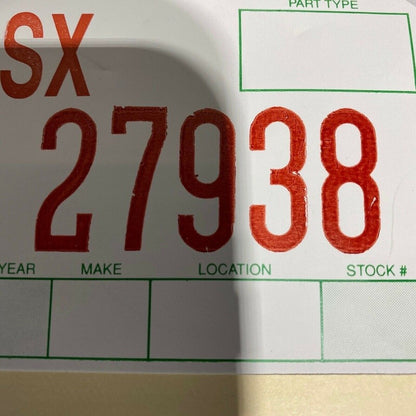 PART TYPE
SX
27938
YEAR MAKE LOCATION STOCK #